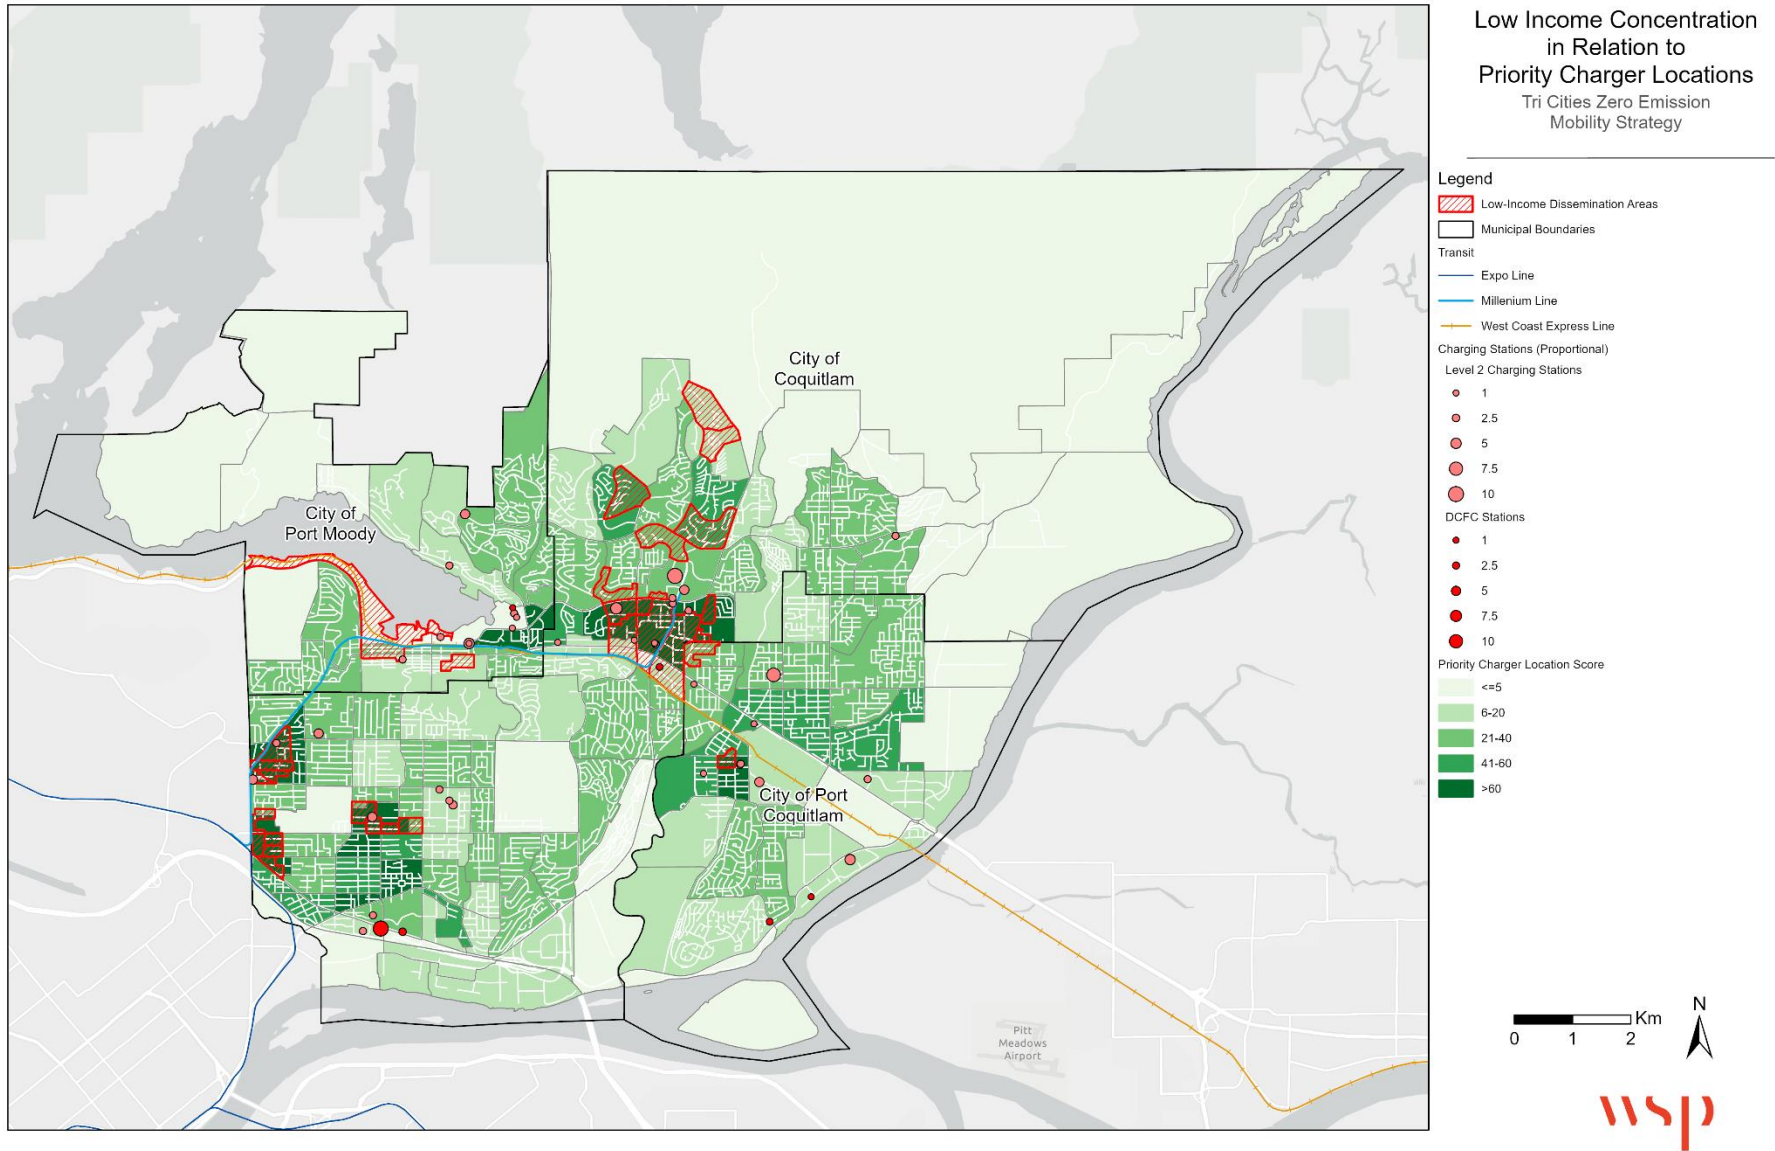 Low Income Concentration
in Relation to
Priority Charger Locations
Tri Cities Zero Emission
Mobility Strategy
Legend
Low-Income Dissemination Areas
Municipal Boundaries
Transit
Expo Line
Millenium Line
West Coast Express Line
Charging Stations (Proportional)
Level 2 Charging Stations
1
2.5
5
7.5
10
DCFC Stations
1
2.5
5
7.5
10
Priority Charger Location Score
<=5
6-20
21-40
41-60
>60
City of
Coquitlam
City of
Port Moody
City of Port
Coquitlam
Pitt
Meadows
Airport
Km
0 1 2
N
wsp